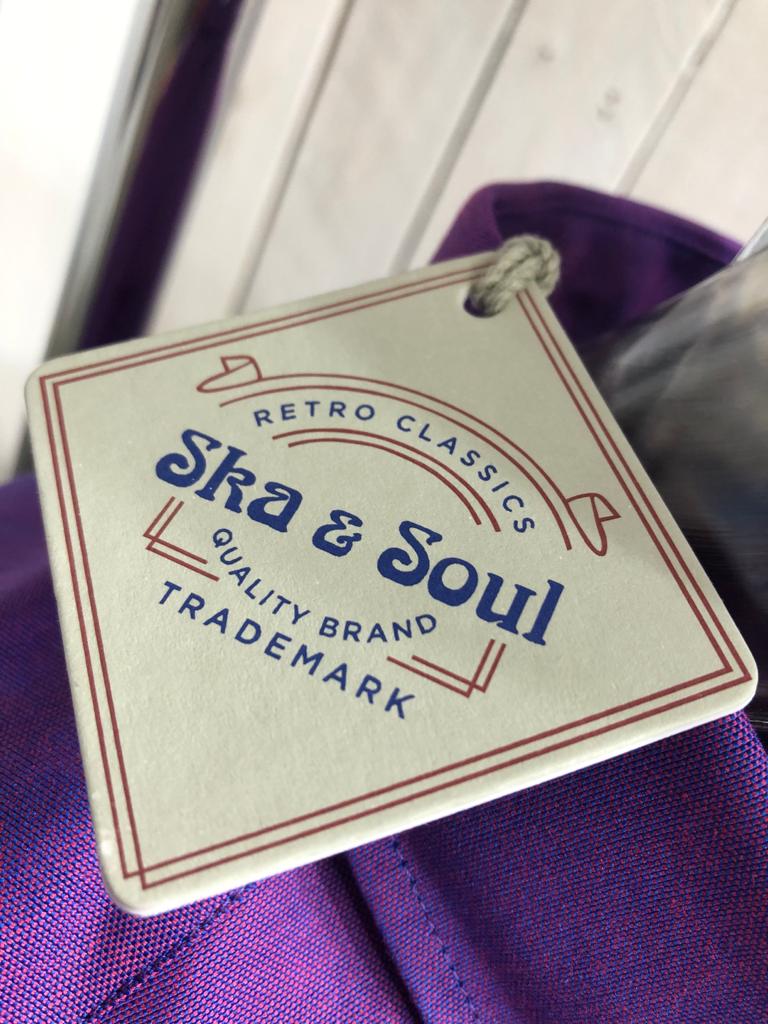 RETRO CLASSICS
Ska & Soul
QUALITY BRAND
TRADEMARK